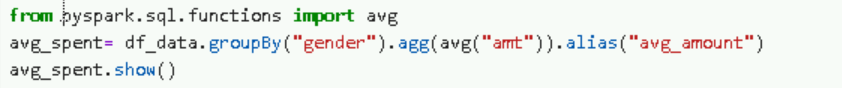 from pyspark.sql.functions import avg
avg_spent= df_data.groupBy("gender").agg(avg("amt")).alias("avg_amount")
avg_spent.show()